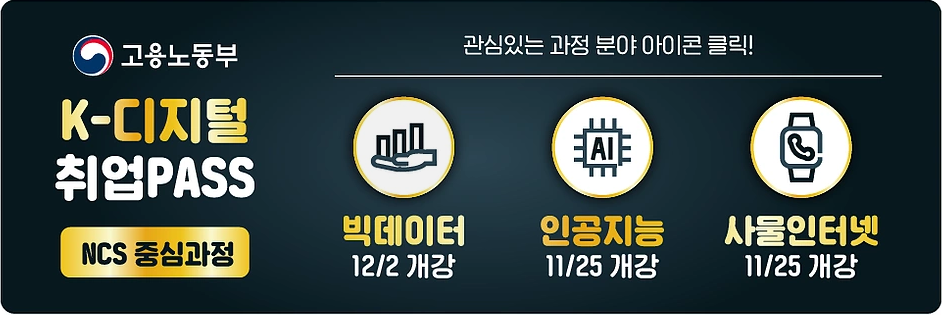 고용노동부
K-디지털
취업PASS
NCS 중심과정
관심있는 과정 분야 아이콘 클릭!
빅데이터
12/2 개강
AI
인공지능
11/25 개강
사물인터넷
11/25 개강